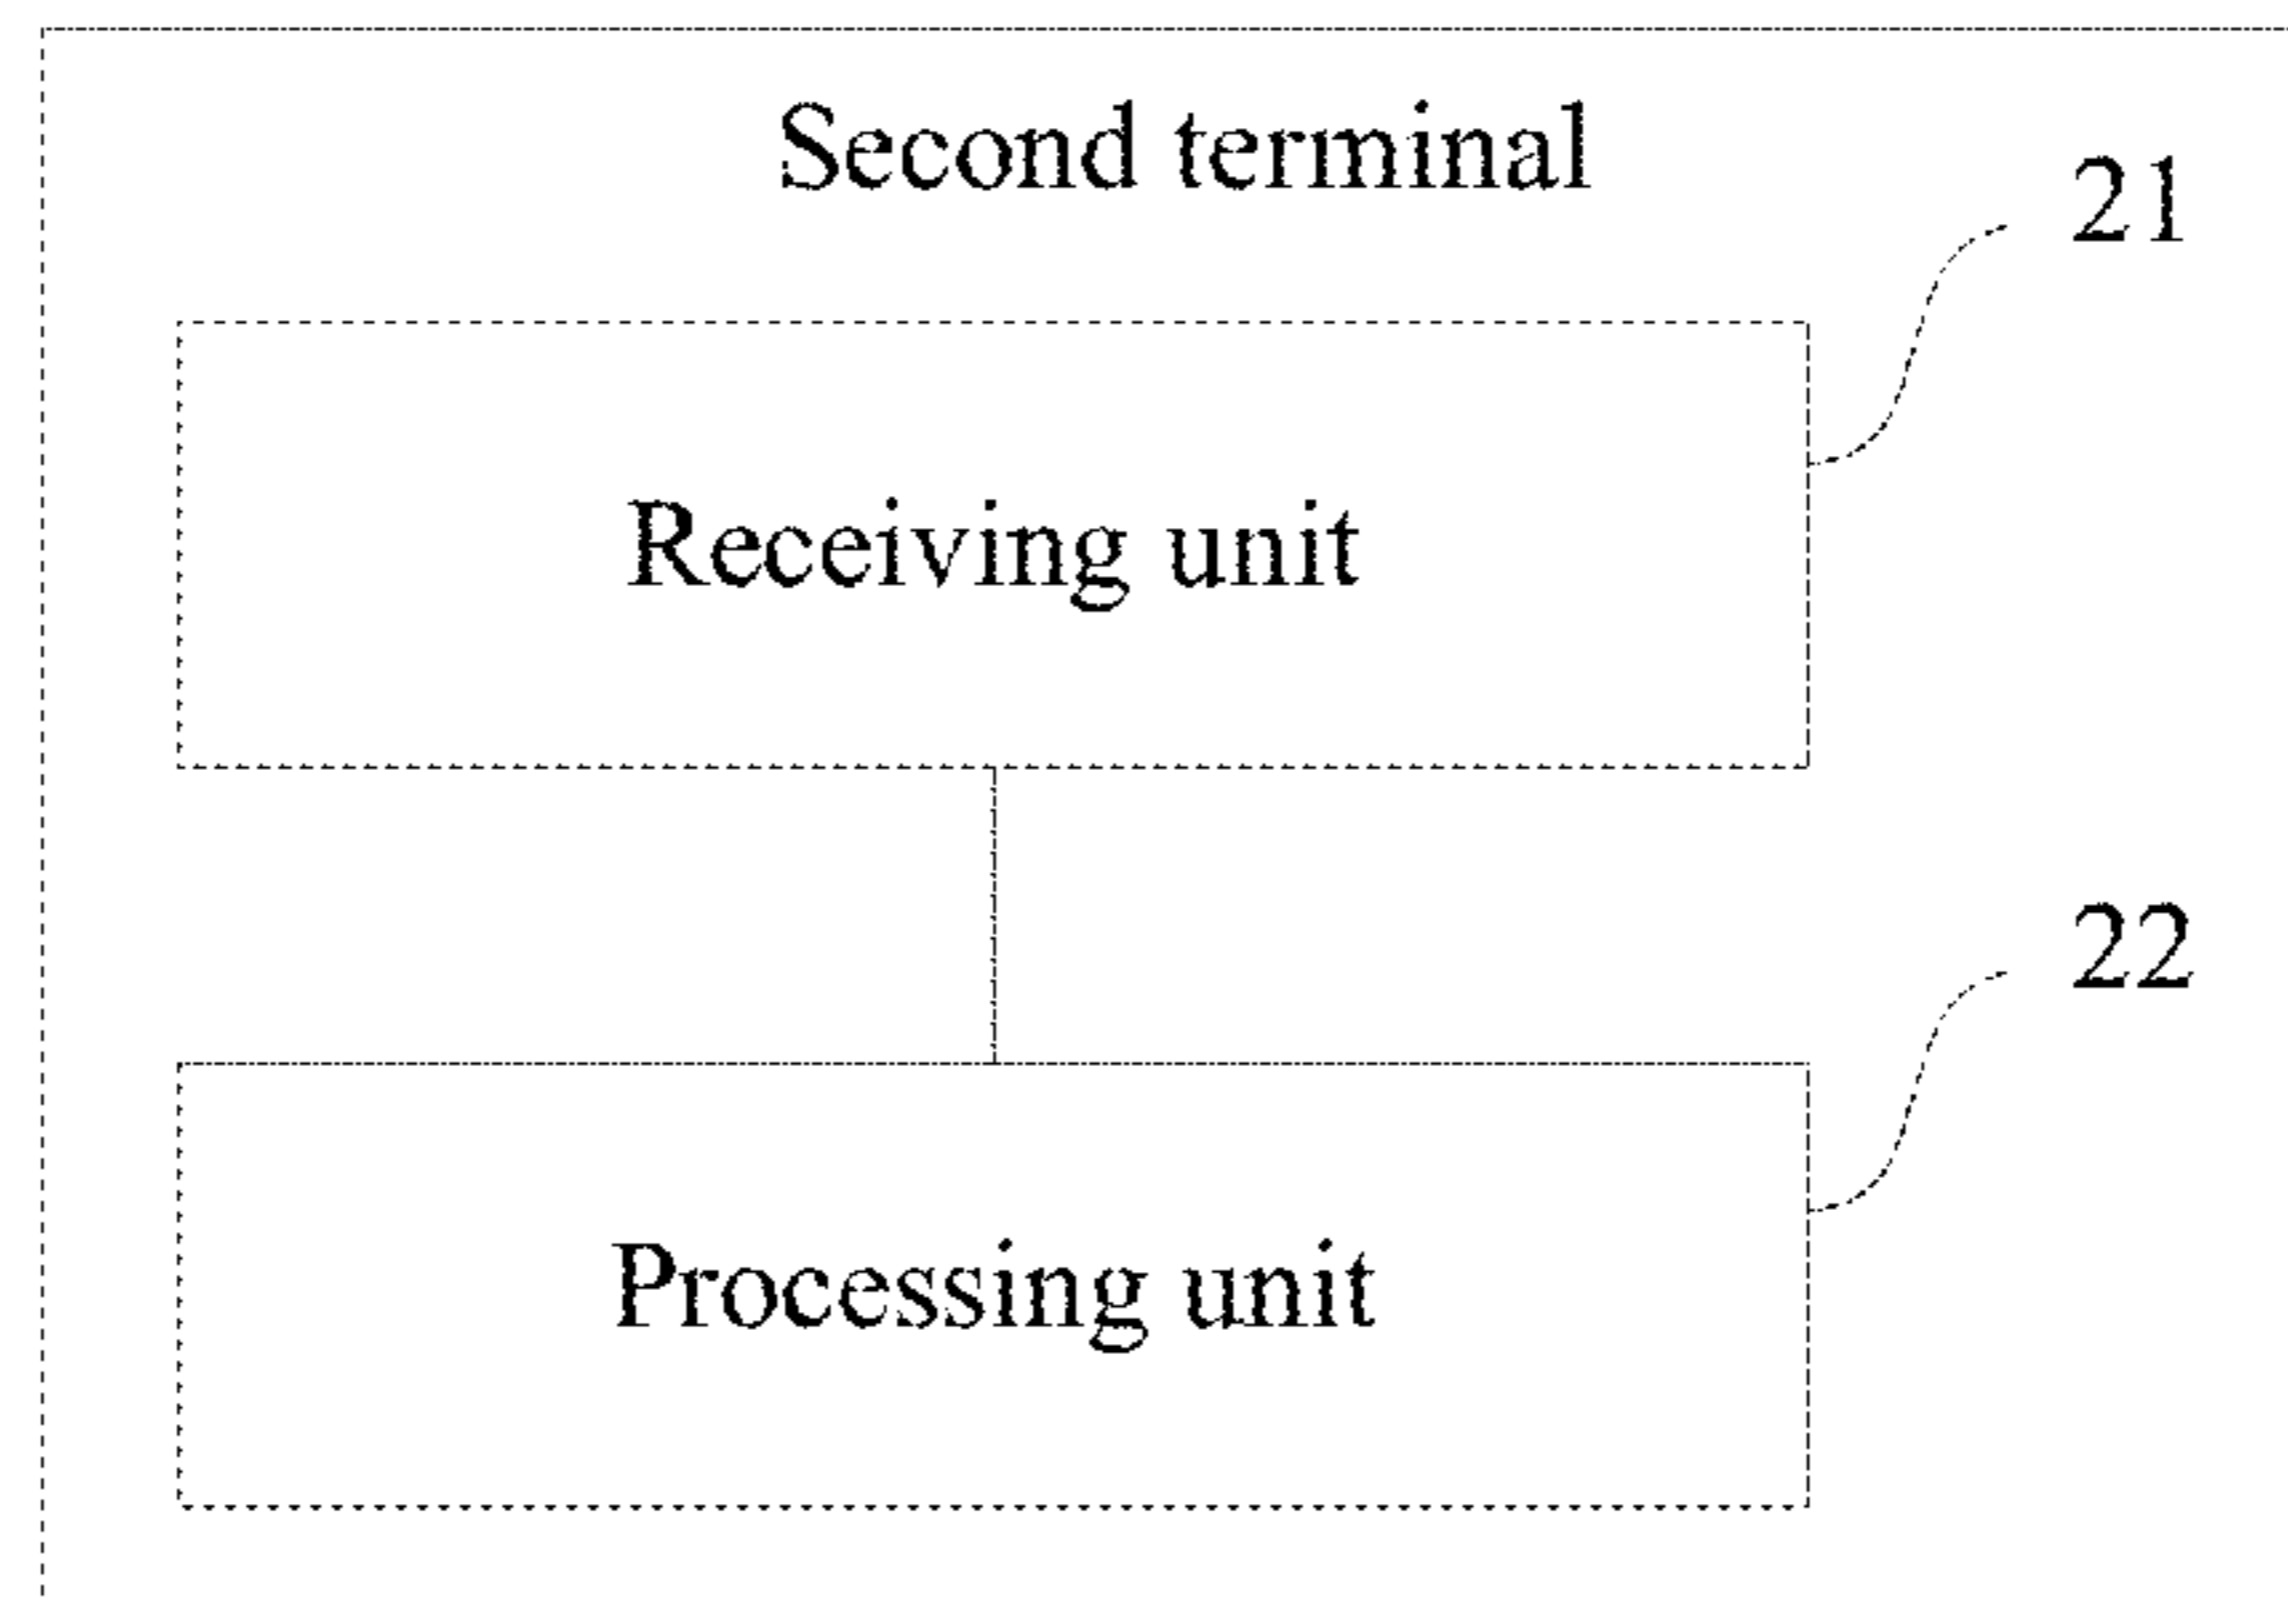 Second terminal
21
Receiving unit
22
Processing unit